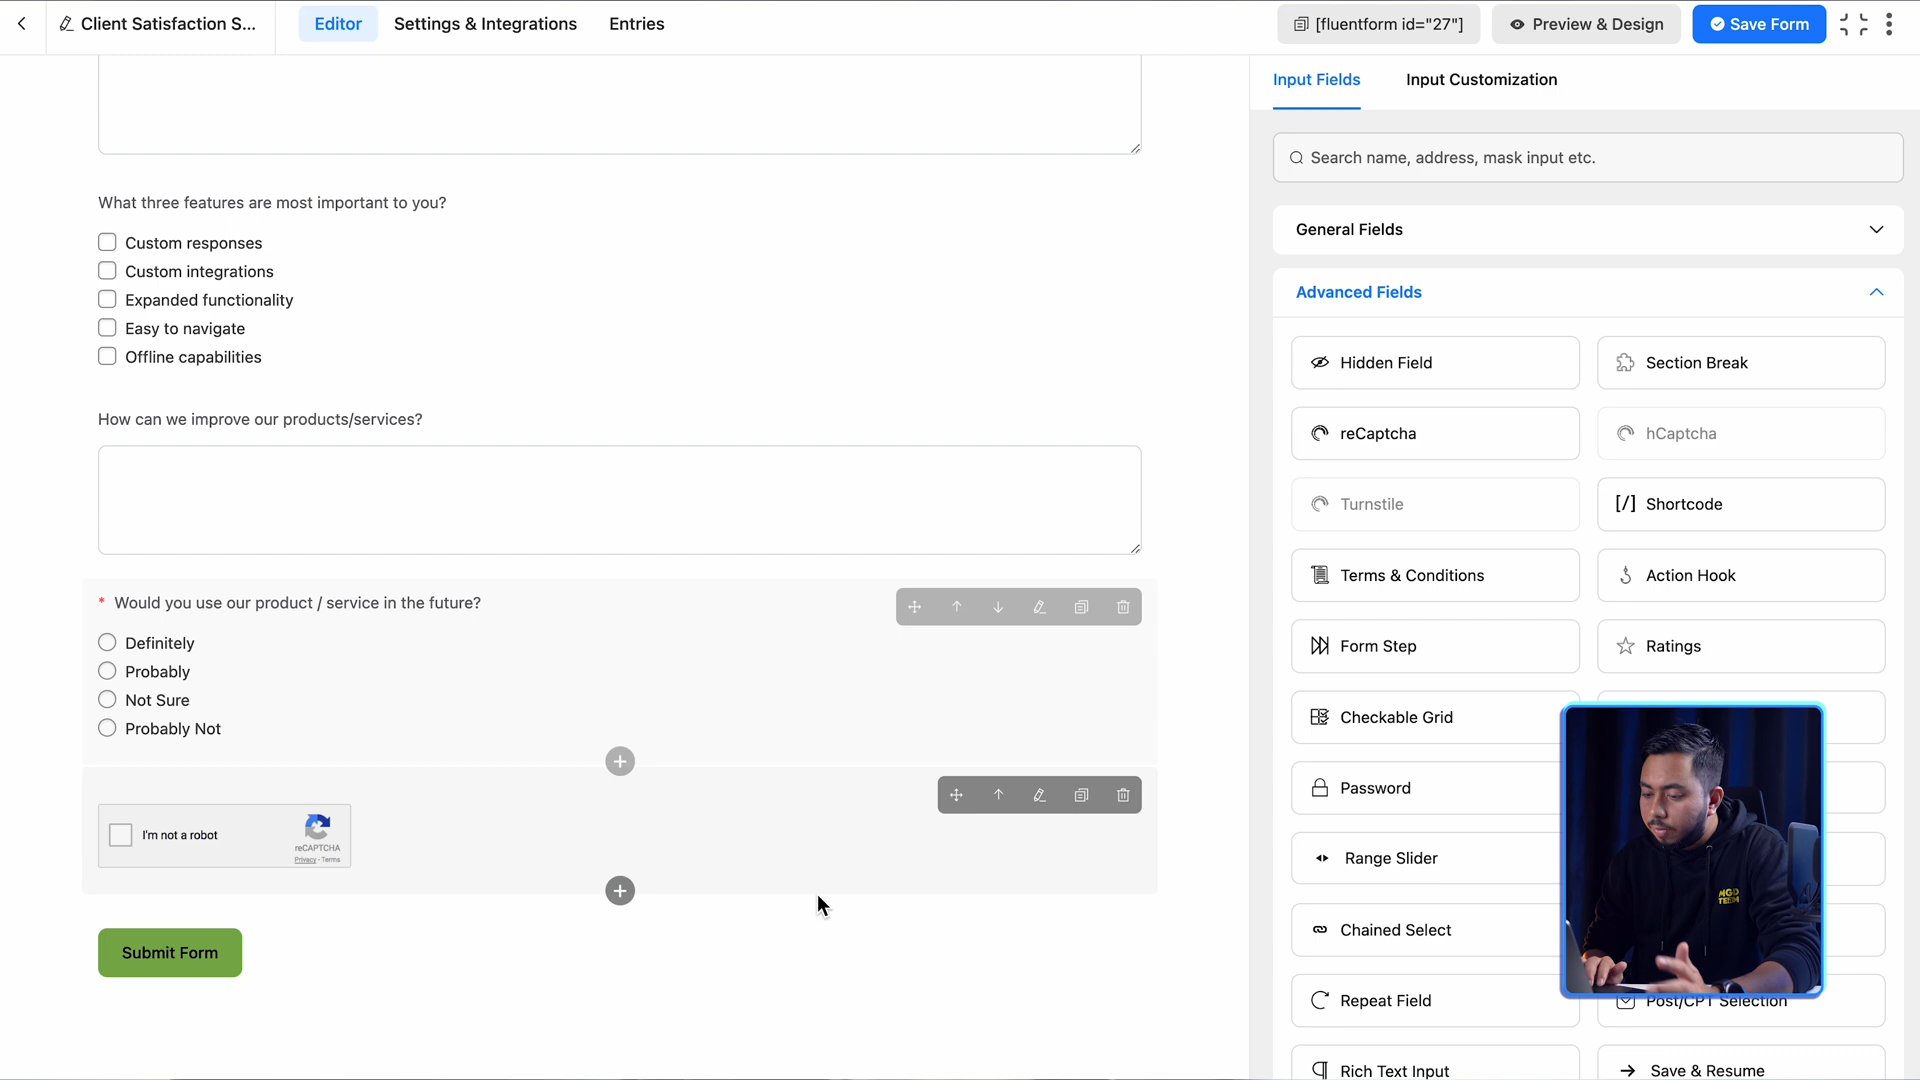 Client Satisfaction S...
Editor
Settings & Integrations
Entries
[fluentform id="27"]
Preview & Design
Save Form
Input Fields
Input Customization
Search name, address, mask input etc.
What three features are most important to you?
Custom responses
Custom integrations
Expanded functionality
Easy to navigate
Offline capabilities
How can we improve our products/services?
* Would you use our product / service in the future?
Definitely
Probably
Not Sure
Probably Not
I'm not a robot
reCAPTCHA
Privacy - Terms
Submit Form
General Fields
Advanced Fields
Hidden Field
Section Break
reCaptcha
hCaptcha
Turnstile
[/] Shortcode
Terms & Conditions
Action Hook
Form Step
Ratings
Checkable Grid
Password
Range Slider
Chained Select
Repeat Field
Post/CPT Selection
Rich Text Input
Save & Resume